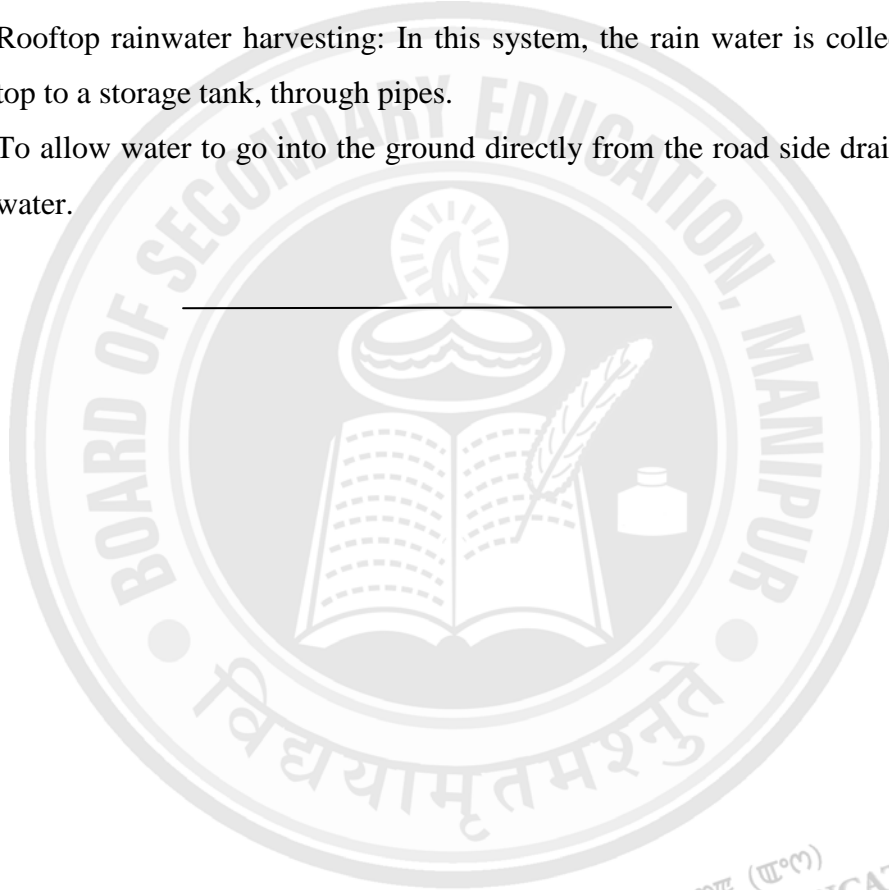 Rooftop rainwater harvesting: In this system, the rain water is colle
top to a storage tank, through pipes.
To allow water to go into the ground directly from the road side drai
water.
BOARD OF SECONDARY EDUCATION, MANIPUR
विद्ययामृतमश्नुते